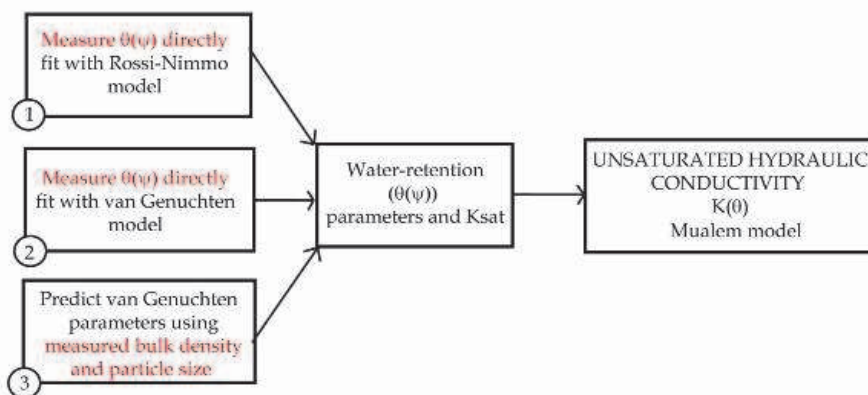 Measure θ(ψ) directly
fit with Rossi-Nimmo
model
1
Measure θ(ψ) directly
fit with van Genuchten
model
2
Predict van Genuchten
parameters using
measured bulk density
and particle size
3
Water-retention
(θ(ψ))
parameters and Ksat
UNSATURATED HYDRAULIC
CONDUCTIVITY
K(θ)
Mualem model